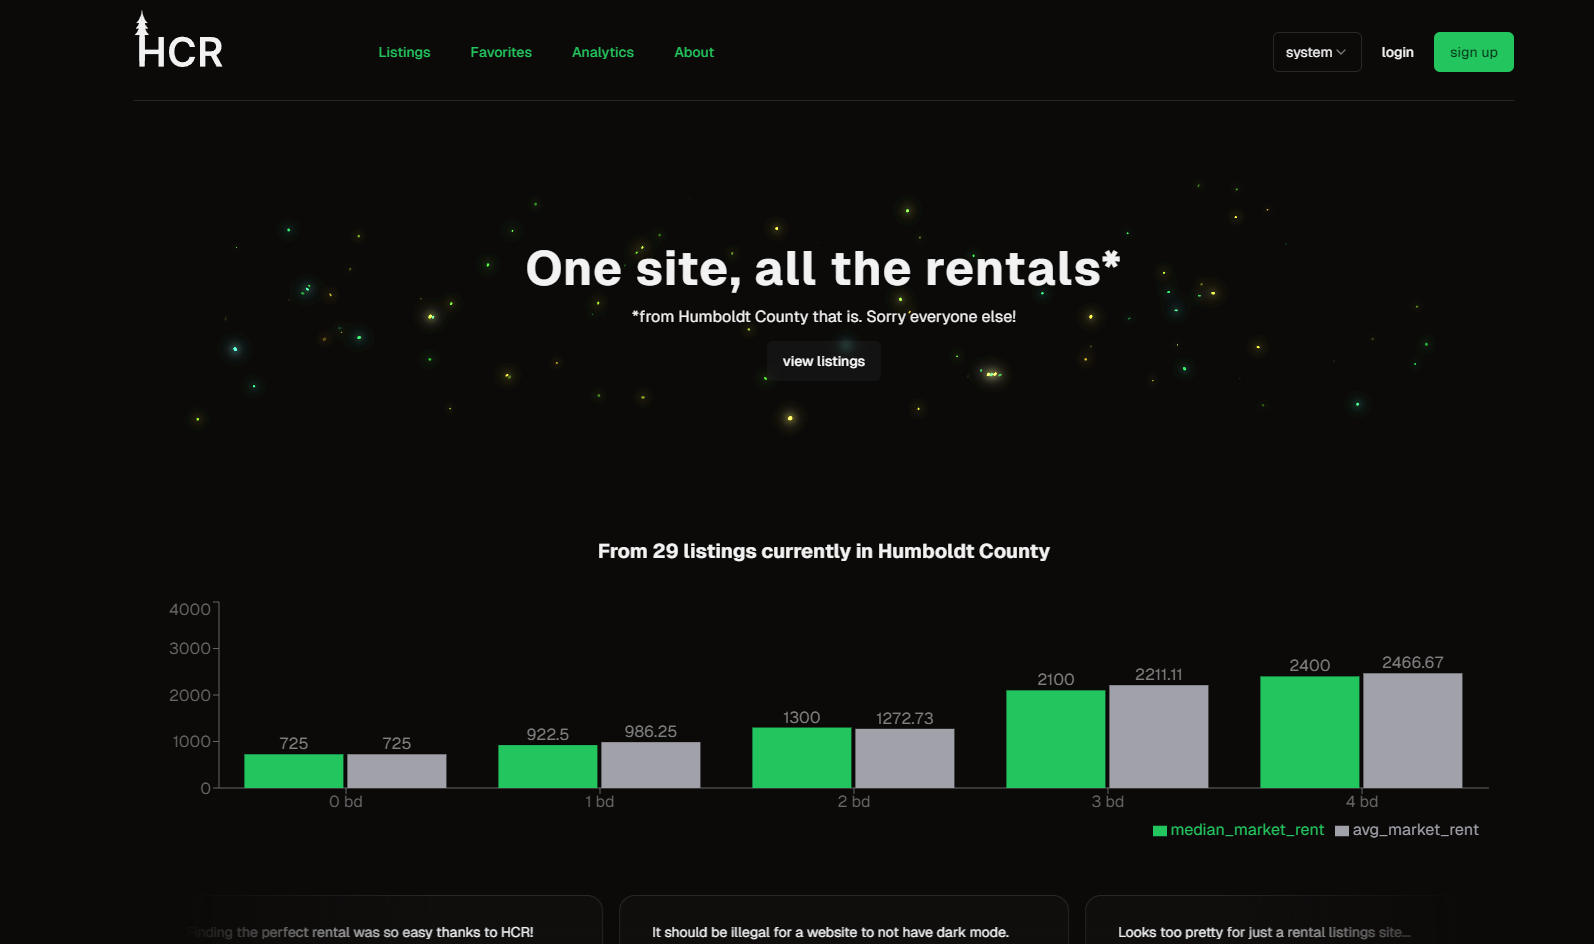 HCR
Listings Favorites Analytics About
system login sign up
One site, all the rentals*
*from Humboldt County that is. Sorry everyone else!
view listings
From 29 listings currently in Humboldt County
4000
3000
2000
1000
0
725 725 922.5 986.25 1300 1272.73 2100 2211.11 2400 2466.67
0 bd 1 bd 2 bd 3 bd 4 bd
median_market_rent avg_market_rent
Finding the perfect rental was so easy thanks to HCR!
It should be illegal for a website to not have dark mode.
Looks too pretty for just a rental listings site...